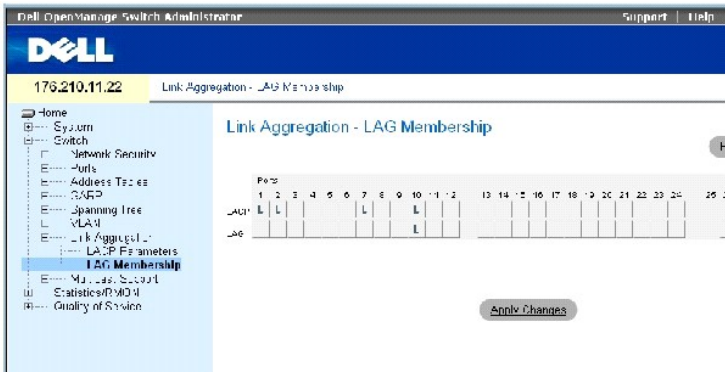 Dell OpenManage Switch Administrator
Support | Help
DELL
176.210.11.22
Link Aggregation - LAG Membership
Home
System
Switch
Network Security
Ports
Address Tables
GARP
Spanning Tree
VLAN
Link Aggregation
LACP Parameters
LAG Membership
Multicast Support
Statistics/RMON
Quality of Service
Link Aggregation - LAG Membership
Ports
1 2 3 4 5 6 7 8 9 10 11 12 13 14 15 16 17 18 19 20 21 22 23 24 25
LACP L L L L
LAG L
Apply Changes